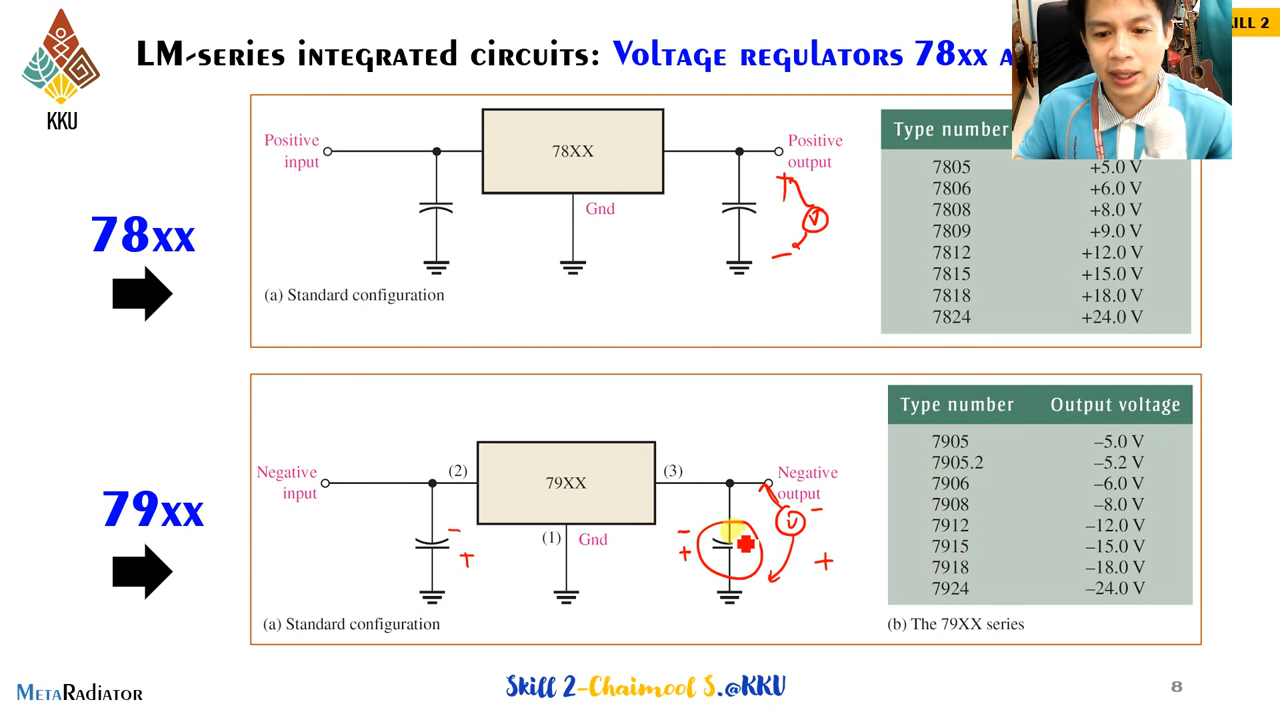 KKU
LM-series integrated circuits: Voltage regulators 78xx a
ILL 2
78xx
Positive
input
78XX
Gnd
Positive
output
+
V
−
(a) Standard configuration
Type number
7805 +5.0 V
7806 +6.0 V
7808 +8.0 V
7809 +9.0 V
7812 +12.0 V
7815 +15.0 V
7818 +18.0 V
7824 +24.0 V
79xx
Negative
input
(2)
79XX
(3)
(1)
Gnd
Negative
output
−
+
−
+
V
−
+
(a) Standard configuration
Type number Output voltage
7905 –5.0 V
7905.2 –5.2 V
7906 –6.0 V
7908 –8.0 V
7912 –12.0 V
7915 –15.0 V
7918 –18.0 V
7924 –24.0 V
(b) The 79XX series
MetaRadiator
Skill 2-Chaimool S.@KKU
8